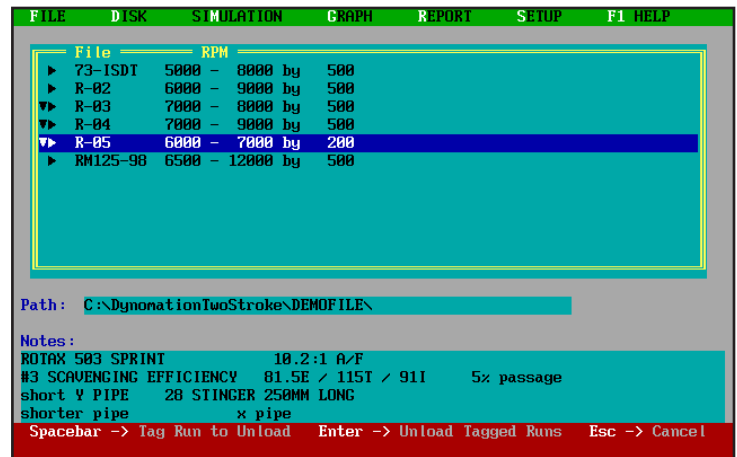 FILE DISK SIMULATION GRAPH REPORT SETUP F1 HELP
File RPM
73-ISDT 5000 - 8000 by 500
R-02 6000 - 9000 by 500
R-03 7000 - 8000 by 500
R-04 7000 - 9000 by 500
R-05 6000 - 7000 by 200
RM125-98 6500 - 12000 by 500
Path: C:\DynomationTwoStroke\DEMOFILE\
Notes:
ROTAX 503 SPRINT 10.2:1 A/F
#3 SCAVENGING EFFICIENCY 81.5E / 115T / 91I 5% passage
short Y PIPE 28 STINGER 250MM LONG
shorter pipe x pipe
Spacebar -> Tag Run to Unload Enter -> Unload Tagged Runs Esc -> Cancel